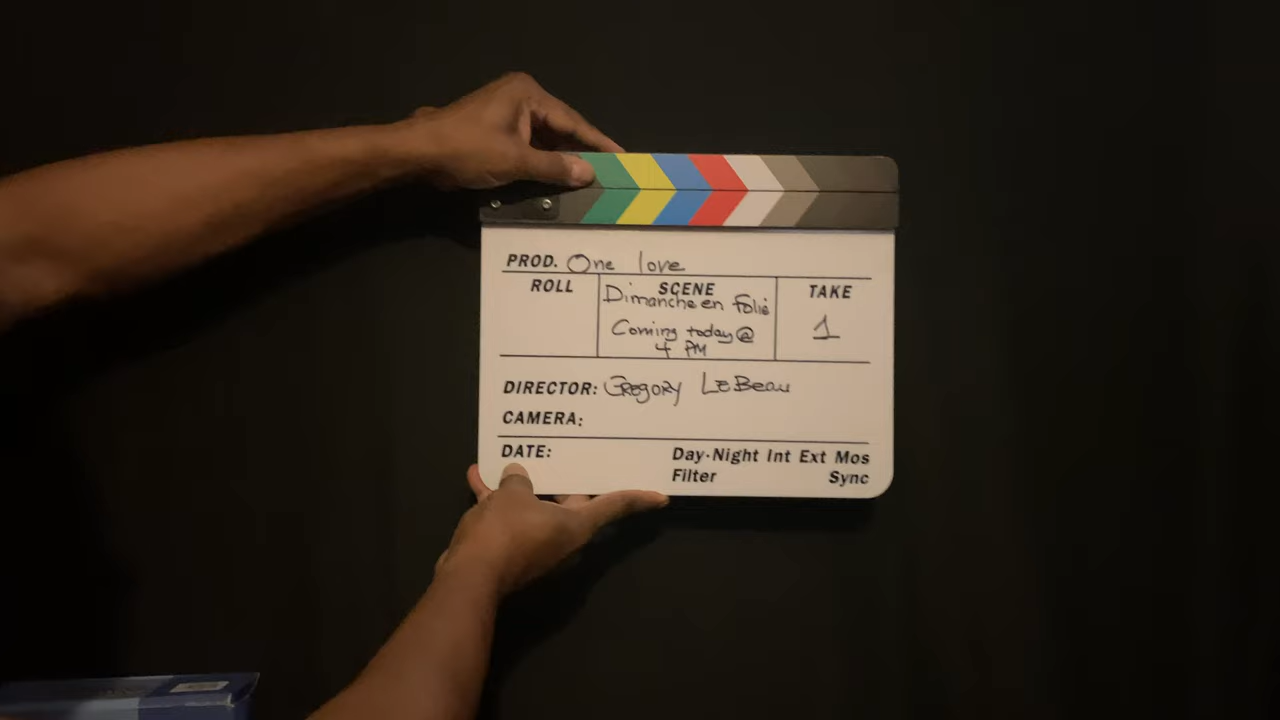 PROD. One love
ROLL
SCENE
Dimanche en Folie
Coming today @
4 PM
TAKE
1
DIRECTOR: Gregory LeBeau
CAMERA:
DATE:
Day-Night Int Ext Mos
Filter Sync